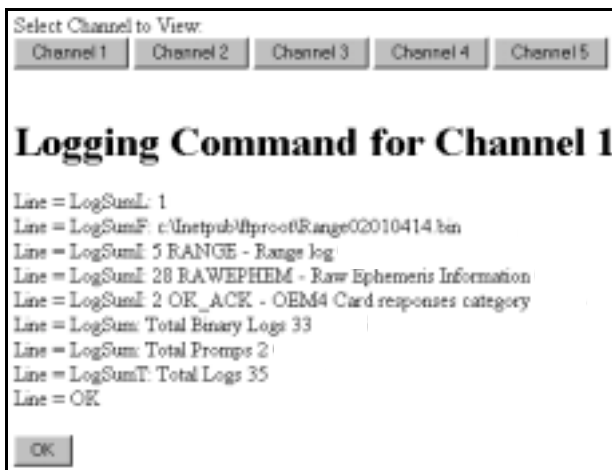 Select Channel to View:
Channel 1 Channel 2 Channel 3 Channel 4 Channel 5
Logging Command for Channel 1
Line = LogSumL: 1
Line = LogSumF: c:\Inetpub\ftproot\Range02010414.bin
Line = LogSumI: 5 RANGE - Range log
Line = LogSumI: 28 RAWEPHEM - Raw Ephemeris Information
Line = LogSumI: 2 OK_ACK - OEM4 Card responses category
Line = LogSum: Total Binary Logs 33
Line = LogSum: Total Promps 2
Line = LogSumT: Total Logs 35
Line = OK
OK